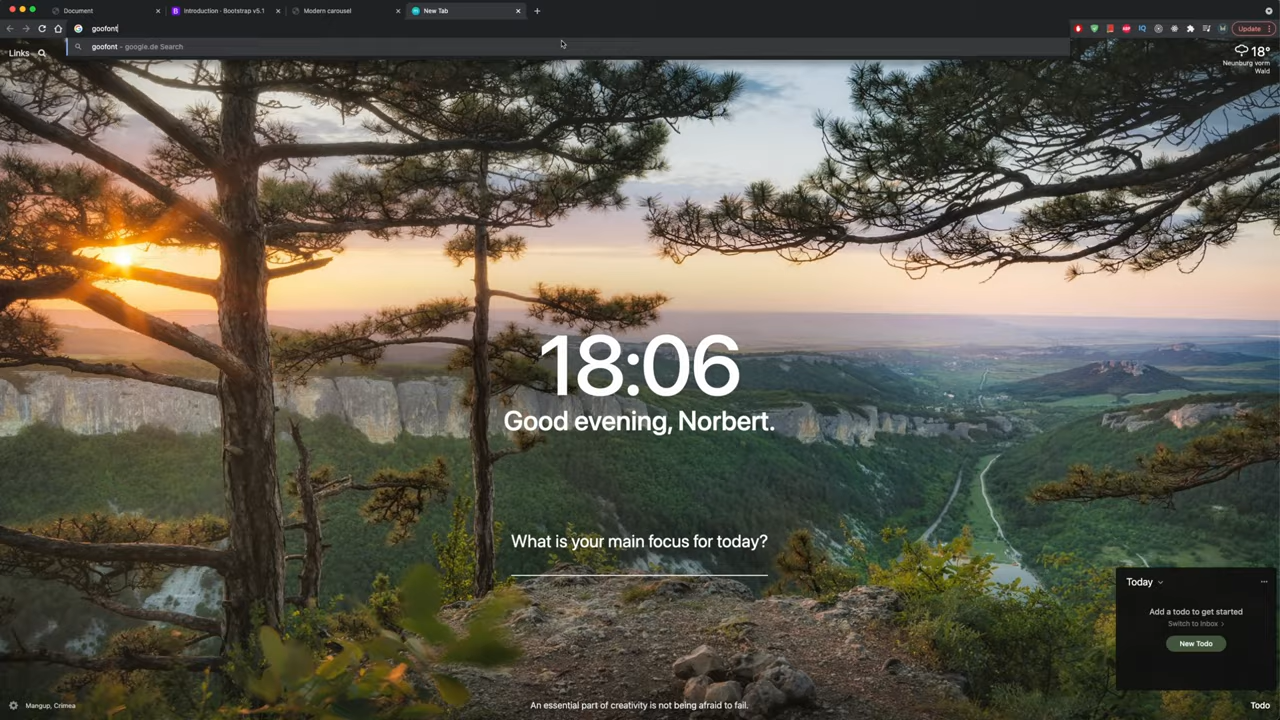 Document
Introduction · Bootstrap v5.1
Modern carousel
New Tab
goofont
Update
goofont - google.de Search
Links
18°
Neunburg vorm
Wald
18:06
Good evening, Norbert.
What is your main focus for today?
Today
Add a todo to get started
Switch to Inbox >
New Todo
Mangup, Crimea
An essential part of creativity is not being afraid to fail.
Todo